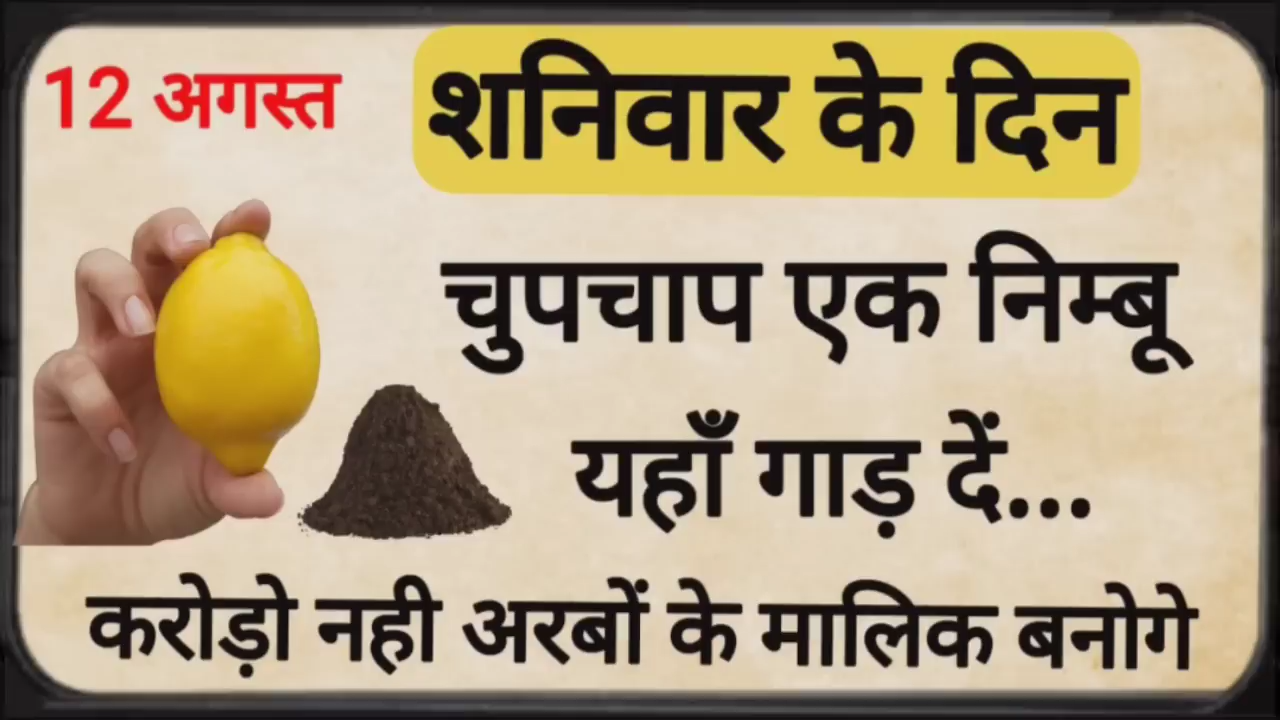 12 अगस्त
शनिवार के दिन
चुपचाप एक निम्बू
यहाँ गाड़ दें...
करोड़ो नही अरबों के मालिक बनोगे